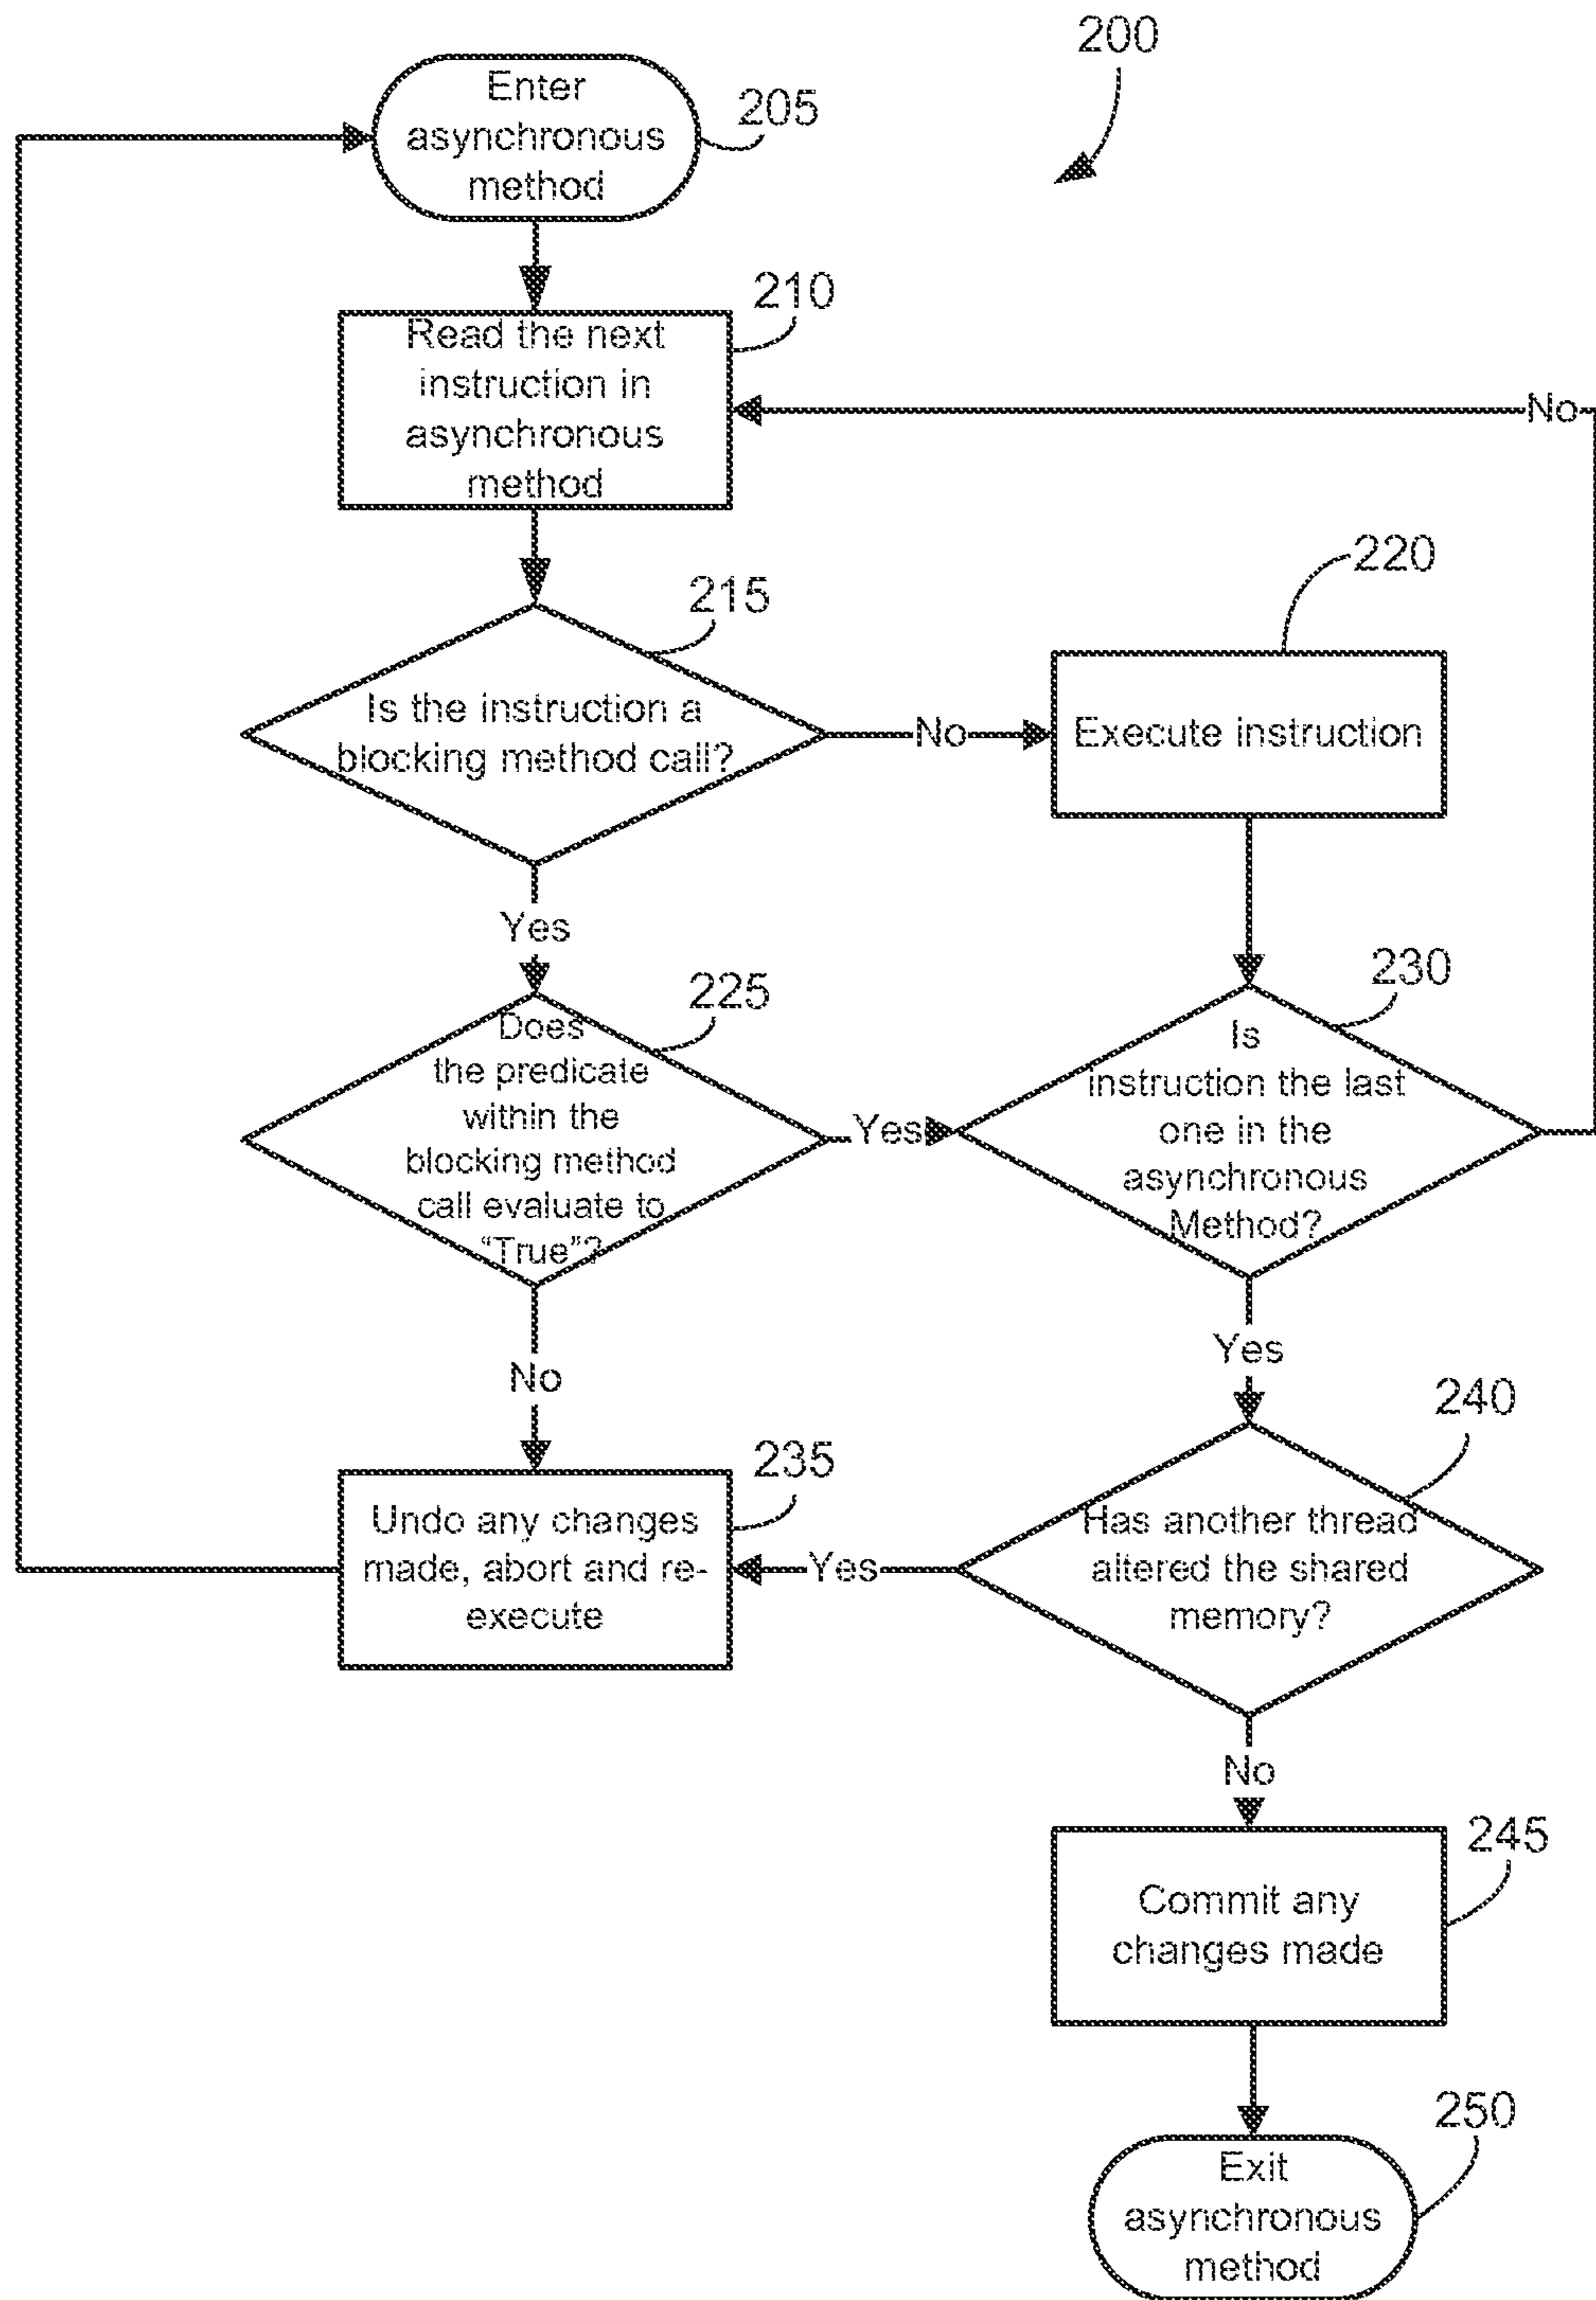 200
Enter
asynchronous
method
205
Read the next
instruction in
asynchronous
method
210
No
Is the instruction a
blocking method call?
215
No
Execute instruction
220
Yes
Does
the predicate
within the
blocking method
call evaluate to
“True”?
225
Yes
Is
instruction the last
one in the
asynchronous
Method?
230
No
Yes
Undo any changes
made, abort and re-
execute
235
Yes
Has another thread
altered the shared
memory?
240
No
Commit any
changes made
245
Exit
asynchronous
method
250